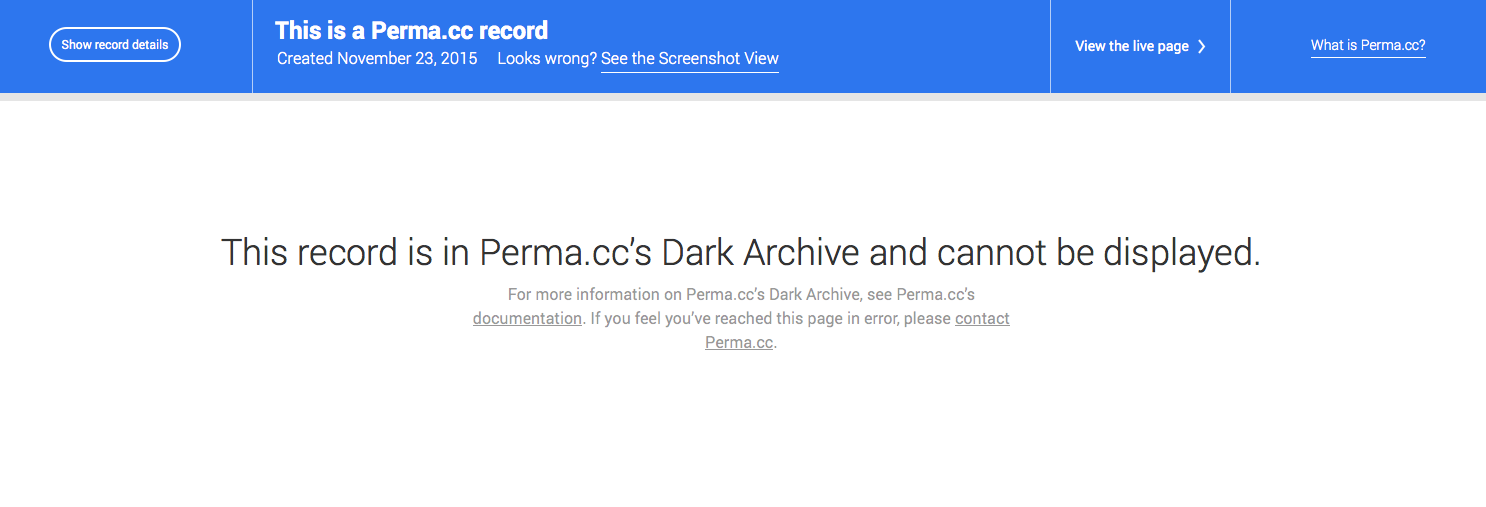 Show record details
This is a Perma.cc record
Created November 23, 2015 Looks wrong? See the Screenshot View
View the live page
What is Perma.cc?
This record is in Perma.cc’s Dark Archive and cannot be displayed.
For more information on Perma.cc’s Dark Archive, see Perma.cc’s
documentation. If you feel you’ve reached this page in error, please contact
Perma.cc.